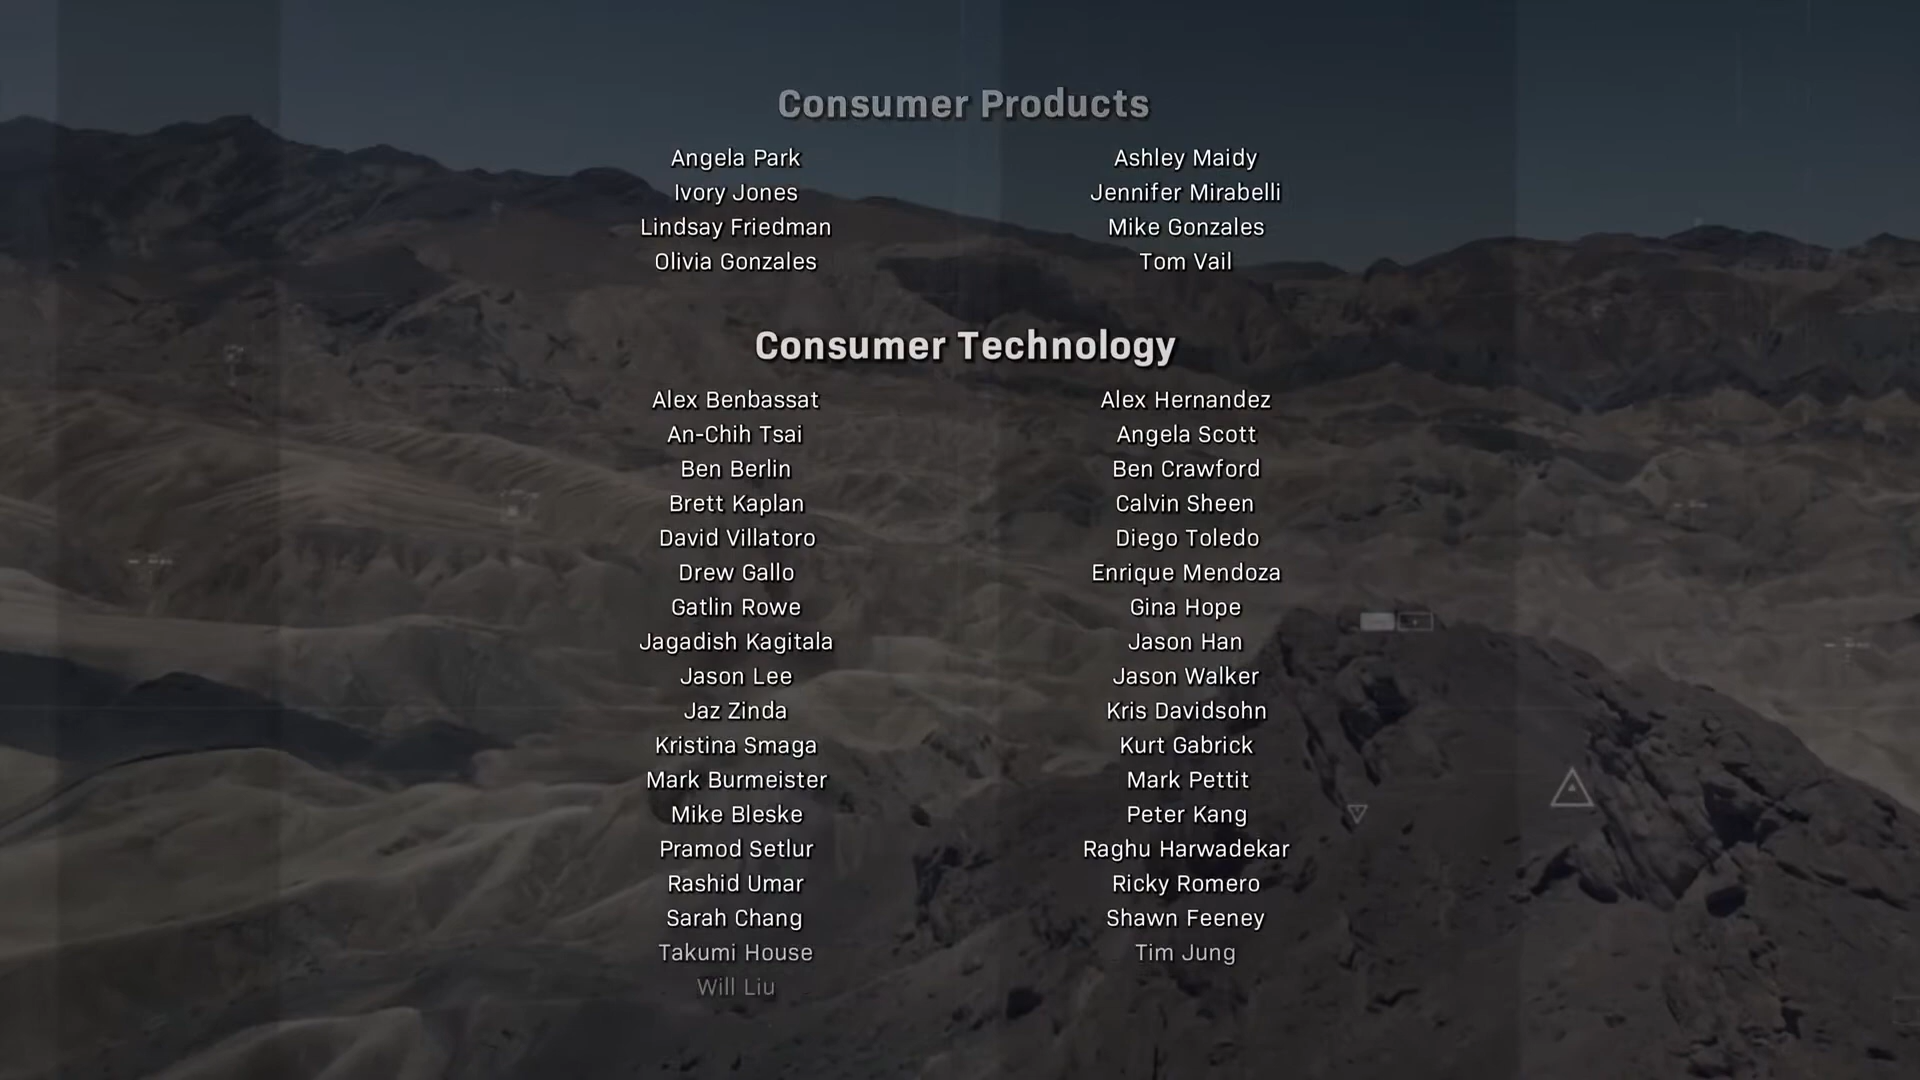 Consumer Products
Angela Park Ashley Maidy
Ivory Jones Jennifer Mirabelli
Lindsay Friedman Mike Gonzales
Olivia Gonzales Tom Vail
Consumer Technology
Alex Benbassat Alex Hernandez
An-Chih Tsai Angela Scott
Ben Berlin Ben Crawford
Brett Kaplan Calvin Sheen
David Villatoro Diego Toledo
Drew Gallo Enrique Mendoza
Gatlin Rowe Gina Hope
Jagadish Kagitala Jason Han
Jason Lee Jason Walker
Jaz Zinda Kris Davidsohn
Kristina Smaga Kurt Gabrick
Mark Burmeister Mark Pettit
Mike Bleske Peter Kang
Pramod Setlur Raghu Harwadekar
Rashid Umar Ricky Romero
Sarah Chang Shawn Feeney
Takumi House Tim Jung
Will Liu